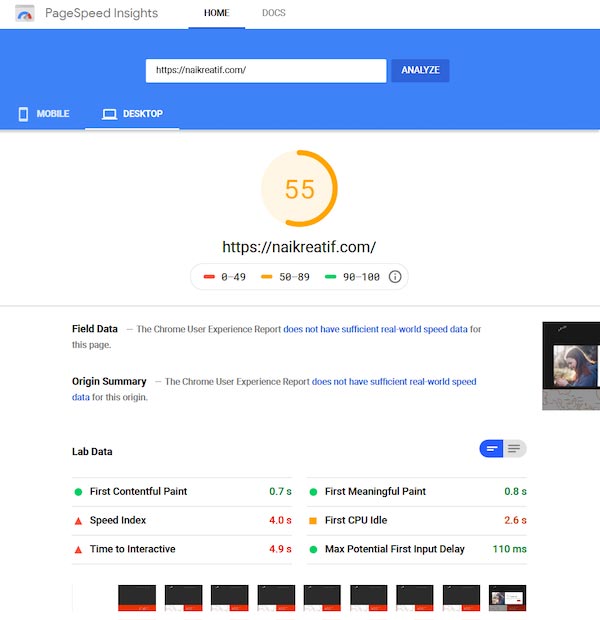 PageSpeed Insights
HOME
DOCS
https://naikreatif.com/
ANALYZE
MOBILE
DESKTOP
55
https://naikreatif.com/
0–49
50–89
90–100
Field Data — The Chrome User Experience Report does not have sufficient real-world speed data for
this page.
Origin Summary — The Chrome User Experience Report does not have sufficient real-world speed
data for this origin.
Lab Data
First Contentful Paint 0.7 s
First Meaningful Paint 0.8 s
Speed Index 4.0 s
First CPU Idle 2.6 s
Time to Interactive 4.9 s
Max Potential First Input Delay 110 ms